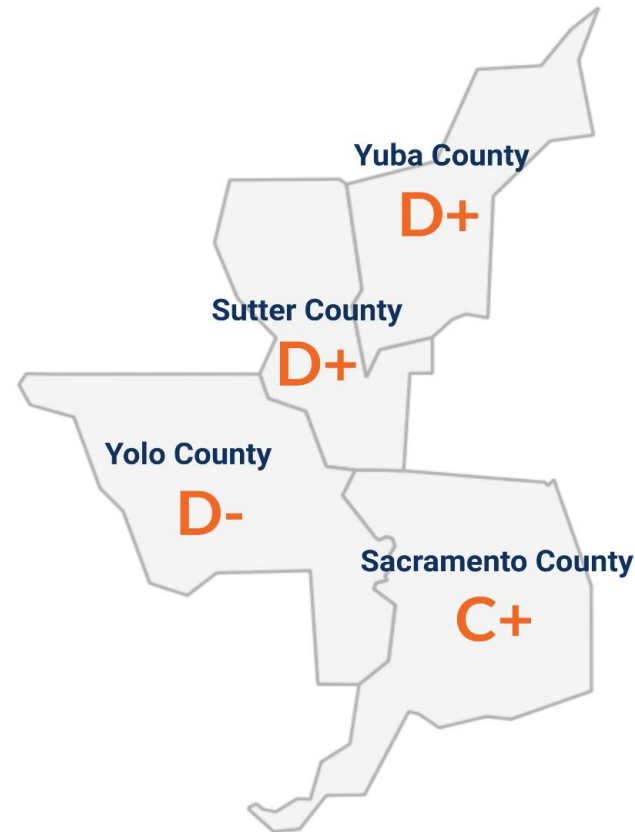 Yuba County
D+
Sutter County
D+
Yolo County
D-
Sacramento County
C+